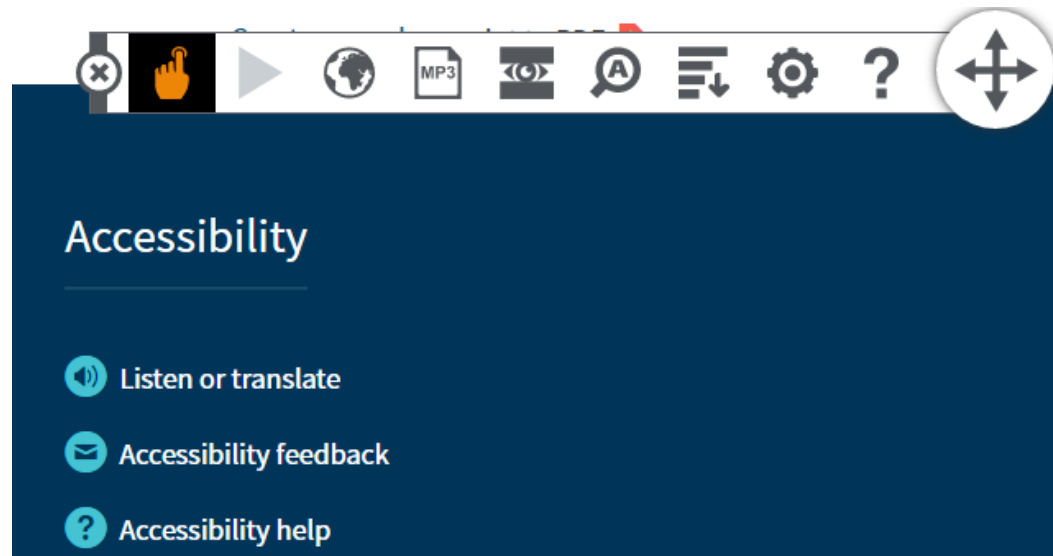 MP3
A
?
Accessibility
Listen or translate
Accessibility feedback
? Accessibility help